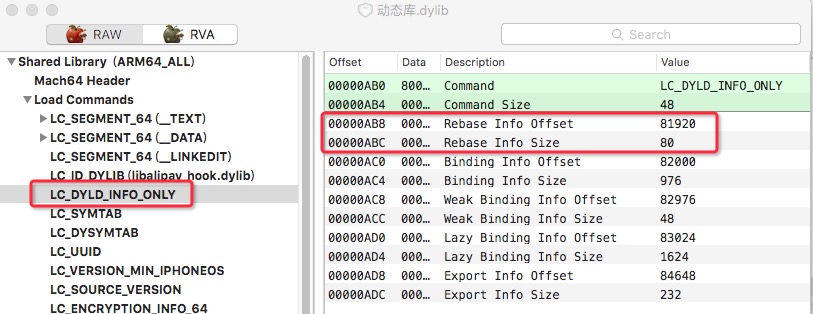 动态库.dylib
RAW RVA Search
Shared Library (ARM64_ALL)
Mach64 Header
Load Commands
LC_SEGMENT_64 (__TEXT)
LC_SEGMENT_64 (__DATA)
LC_SEGMENT_64 (__LINKEDIT)
LC_ID_DYLIB (libalipay_hook.dylib)
LC_DYLD_INFO_ONLY
LC_SYMTAB
LC_DYSYMTAB
LC_UUID
LC_VERSION_MIN_IPHONEOS
LC_SOURCE_VERSION
LC_ENCRYPTION_INFO_64
Offset Data Description Value
00000AB0 800… Command LC_DYLD_INFO_ONLY
00000AB4 000… Command Size 48
00000AB8 000… Rebase Info Offset 81920
00000ABC 000… Rebase Info Size 80
00000AC0 000… Binding Info Offset 82000
00000AC4 000… Binding Info Size 976
00000AC8 000… Weak Binding Info Offset 82976
00000ACC 000… Weak Binding Info Size 48
00000AD0 000… Lazy Binding Info Offset 83024
00000AD4 000… Lazy Binding Info Size 1624
00000AD8 000… Export Info Offset 84648
00000ADC 000… Export Info Size 232